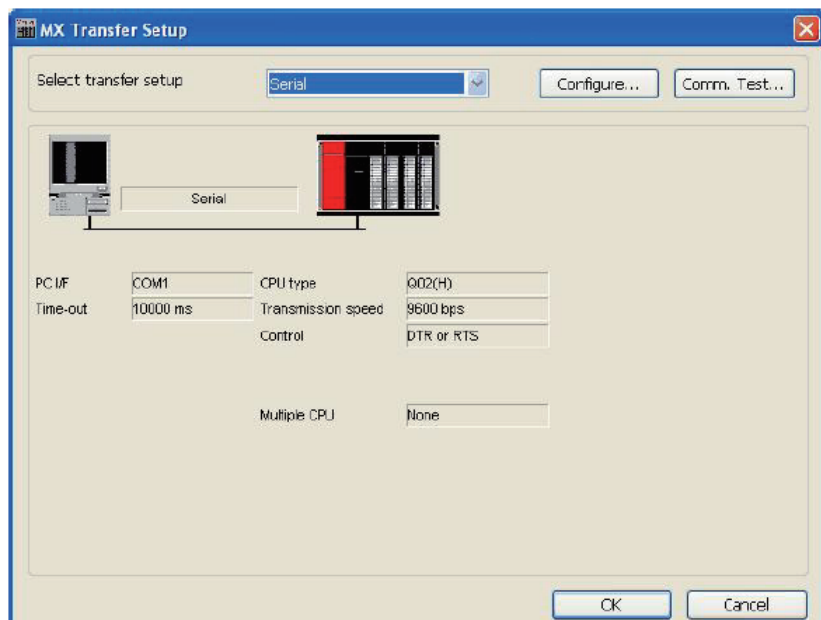 MX Transfer Setup
Select transfer setup Serial Configure... Comm. Test...
Serial
PC I/F COM1 CPU type Q02(H)
Time-out 10000 ms Transmission speed 9600 bps
Control DTR or RTS
Multiple CPU None
OK Cancel